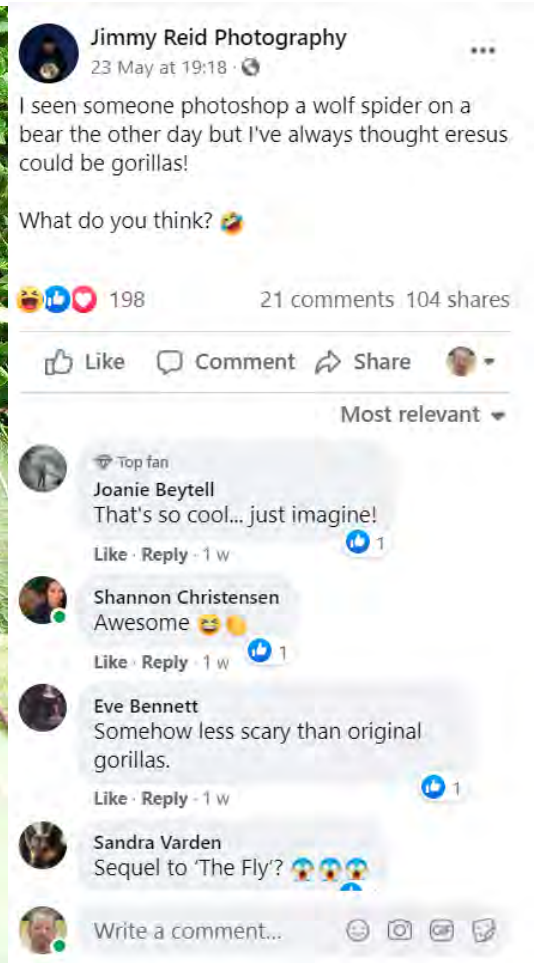 Jimmy Reid Photography
23 May at 19:18 ·
I seen someone photoshop a wolf spider on a
bear the other day but I've always thought eresus
could be gorillas!
What do you think? 🤣
198
21 comments 104 shares
Like Comment Share
Most relevant
Top fan
Joanie Beytell
That's so cool... just imagine!
Like · Reply · 1 w
1
Shannon Christensen
Awesome 😆👏
Like · Reply · 1 w
1
Eve Bennett
Somehow less scary than original
gorillas.
Like · Reply · 1 w
1
Sandra Varden
Sequel to 'The Fly'? 😱😱😱
Write a comment...
GIF